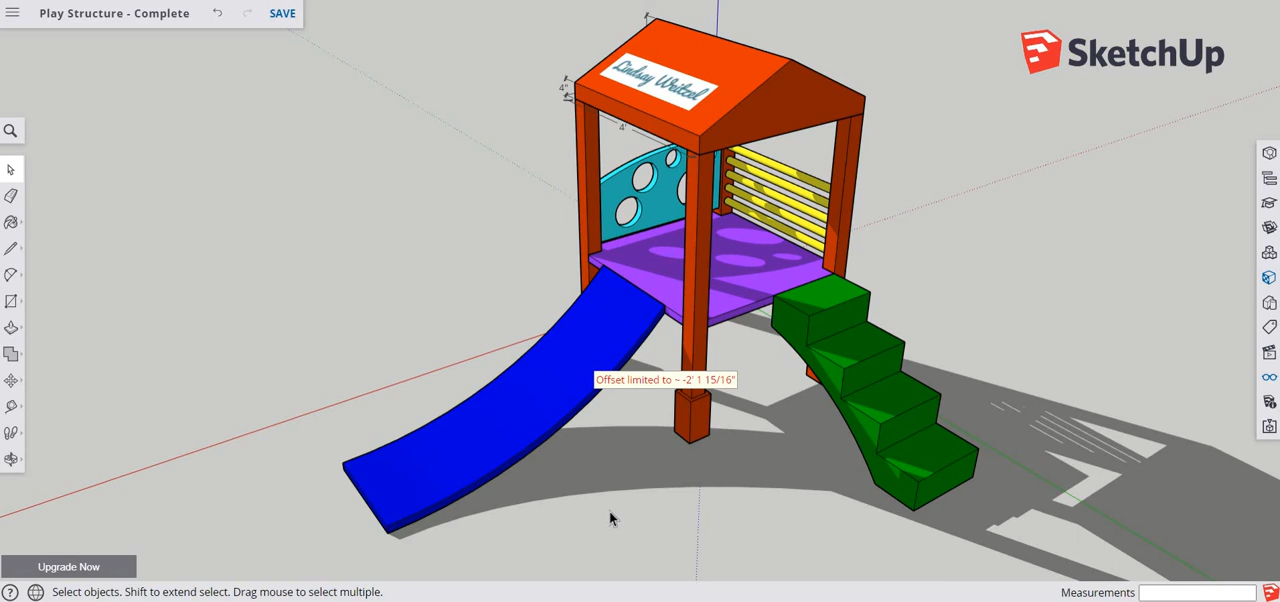 Play Structure - Complete
SAVE
SketchUp
Lindsay Weitzel
4"
4'
Offset limited to ~ -2' 1 15/16"
Upgrade Now
Select objects. Shift to extend select. Drag mouse to select multiple.
Measurements